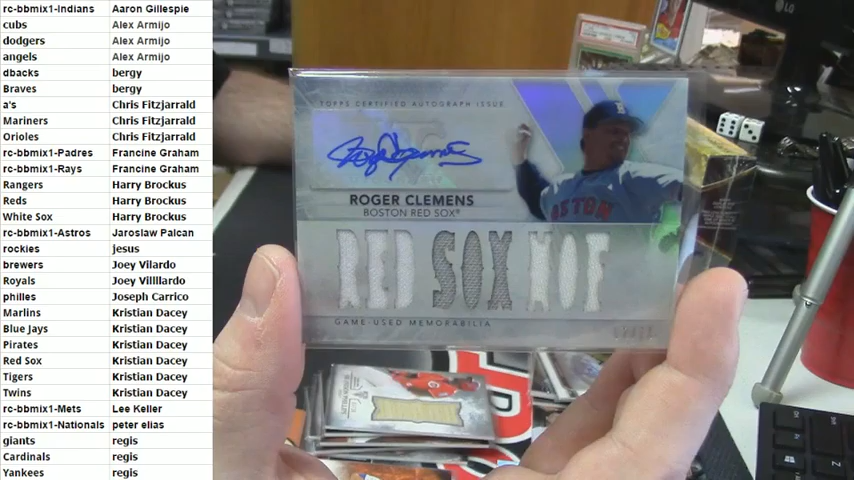 rc-bbmix1-Indians Aaron Gillespie
cubs Alex Armijo
dodgers Alex Armijo
angels Alex Armijo
dbacks bergy
Braves bergy
a's Chris Fitzjarrald
Mariners Chris Fitzjarrald
Orioles Chris Fitzjarrald
rc-bbmix1-Padres Francine Graham
rc-bbmix1-Rays Francine Graham
Rangers Harry Brockus
Reds Harry Brockus
White Sox Harry Brockus
rc-bbmix1-Astros Jaroslaw Palcan
rockies jesus
brewers Joey Vilardo
Royals Joey Villlardo
philles Joseph Carrico
Marlins Kristian Dacey
Blue Jays Kristian Dacey
Pirates Kristian Dacey
Red Sox Kristian Dacey
Tigers Kristian Dacey
Twins Kristian Dacey
rc-bbmix1-Mets Lee Keller
rc-bbmix1-Nationals peter elias
giants regis
Cardinals regis
Yankees regis
LG
TOPPS CERTIFIED AUTOGRAPH ISSUE
ROGER CLEMENS
BOSTON RED SOX®
BOSTON
RED SOX HOF
GAME-USED MEMORABILIA